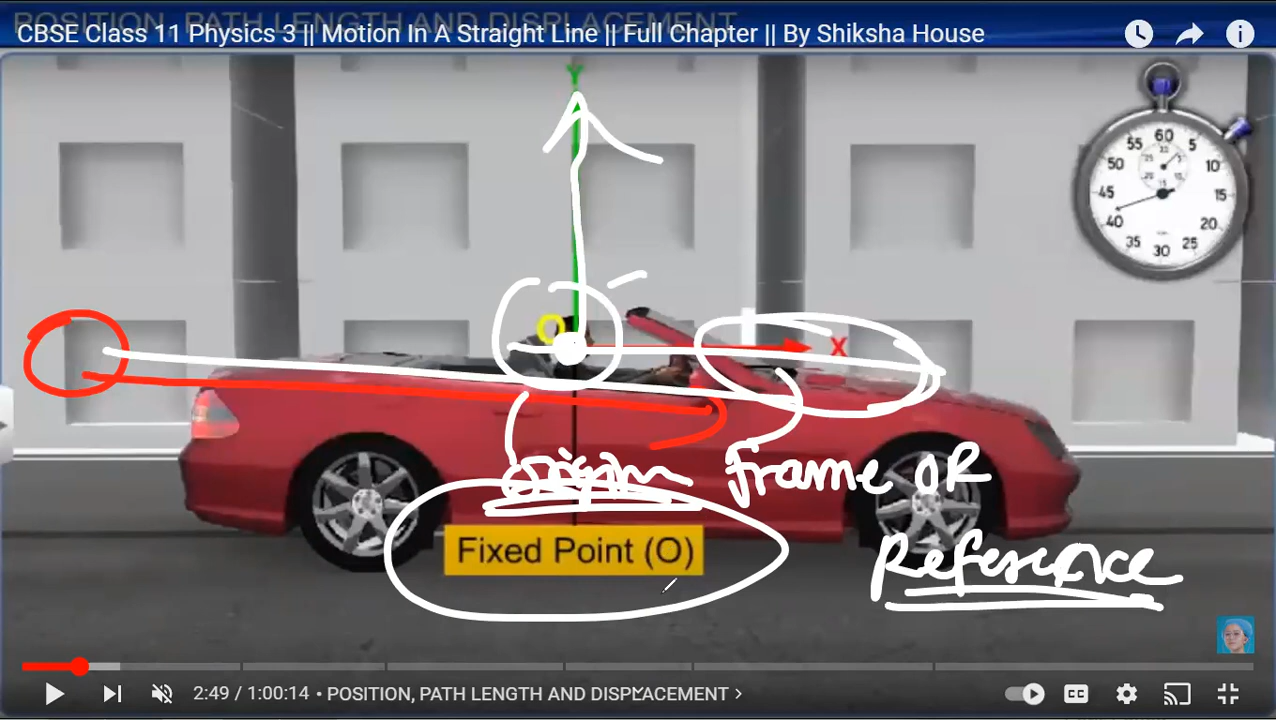 POSITION, PATH LENGTH AND DISPLACEMENT
CBSE Class 11 Physics 3 || Motion In A Straight Line || Full Chapter || By Shiksha House
Y
60
55 5
50 10
45 15
40 20
35 25
30
O
X
origin frame OR
Reference
Fixed Point (O)
2:49 / 1:00:14 • POSITION, PATH LENGTH AND DISPLACEMENT >
CC